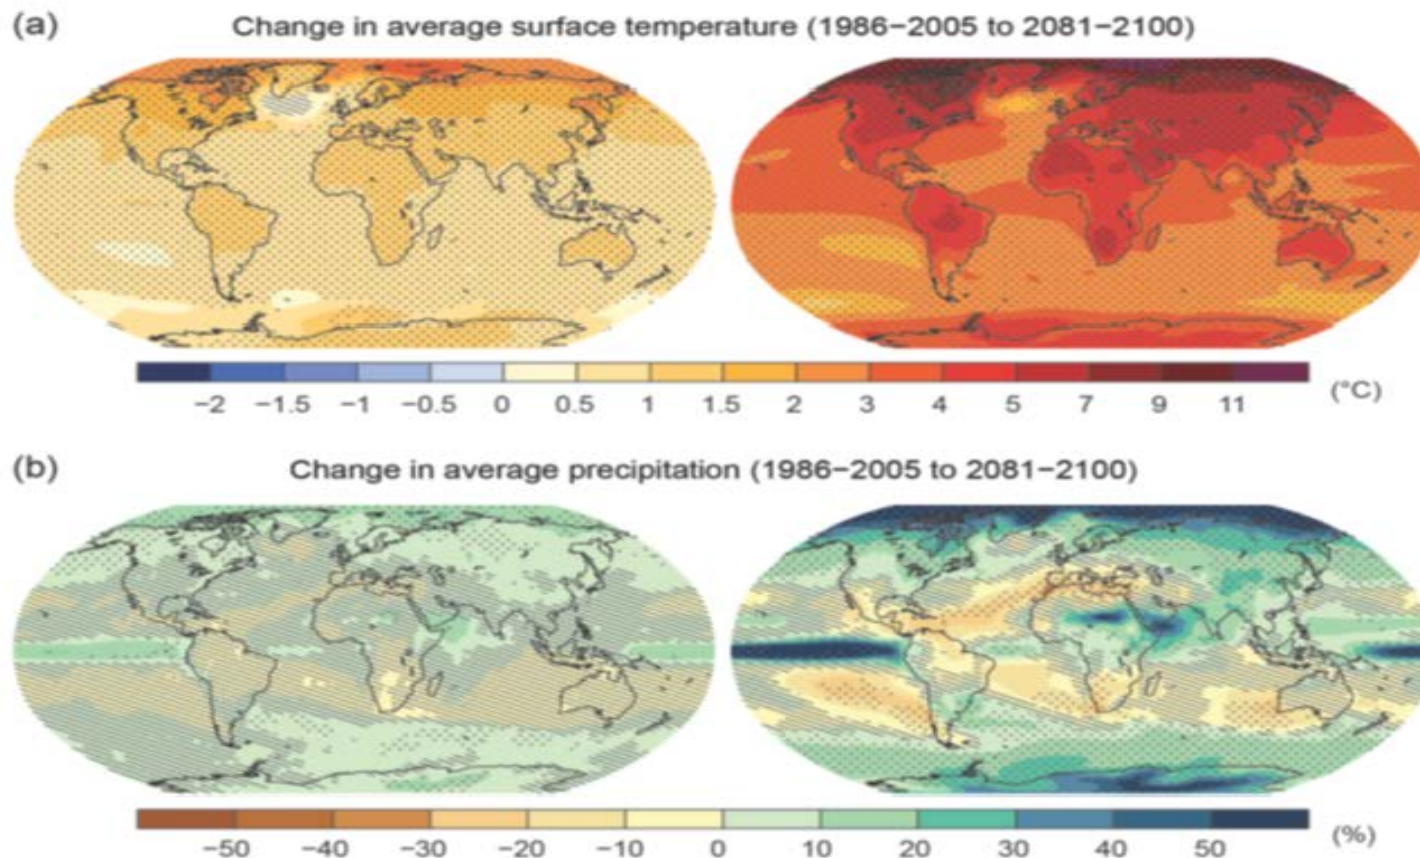 (a) Change in average surface temperature (1986−2005 to 2081−2100)
−2 −1.5 −1 −0.5 0 0.5 1 1.5 2 3 4 5 7 9 11 (°C)
(b) Change in average precipitation (1986−2005 to 2081−2100)
−50 −40 −30 −20 −10 0 10 20 30 40 50 (%)